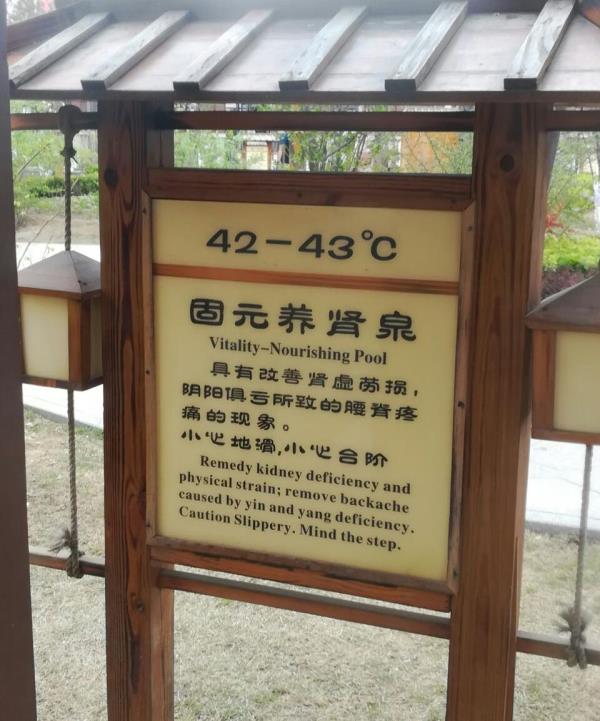 42－43℃
固元养肾泉
Vitality-Nourishing Pool
具有改善肾虚劳损，
阴阳俱亏所致的腰脊疼
痛的现象。
小心地滑,小心台阶
Remedy kidney deficiency and
physical strain; remove backache
caused by yin and yang deficiency.
Caution Slippery. Mind the step.